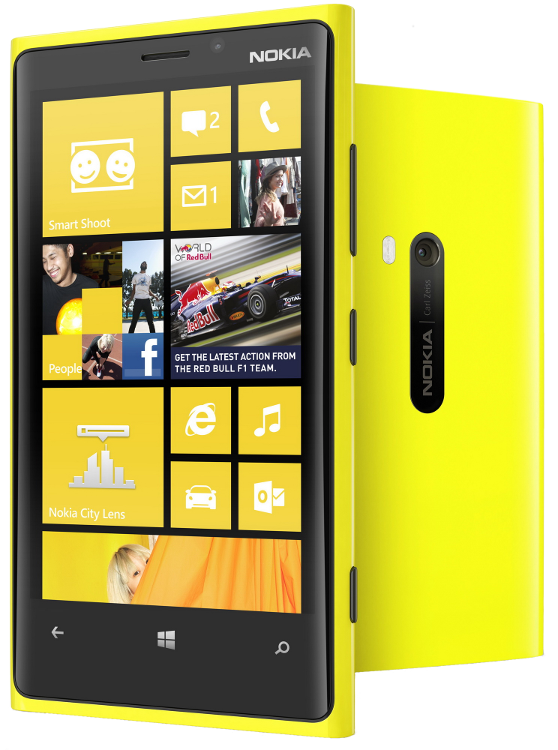 NOKIA
2
Smart Shoot
1
WORLD
OF Red Bull
Red Bull
TOTAL
GET THE LATEST ACTION FROM
THE RED BULL F1 TEAM.
People
f
Nokia City Lens
NOKIA Carl Zeiss